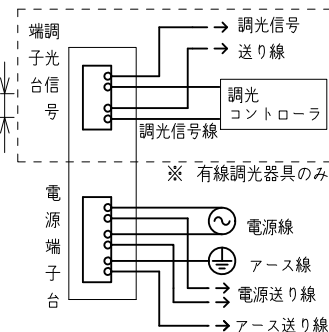 調光信号
端子台
調光信号
送り線
調光
コントローラ
調光信号線
※ 有線調光器具のみ
電源端子台
電源線
アース線
電源送り線
アース送り線